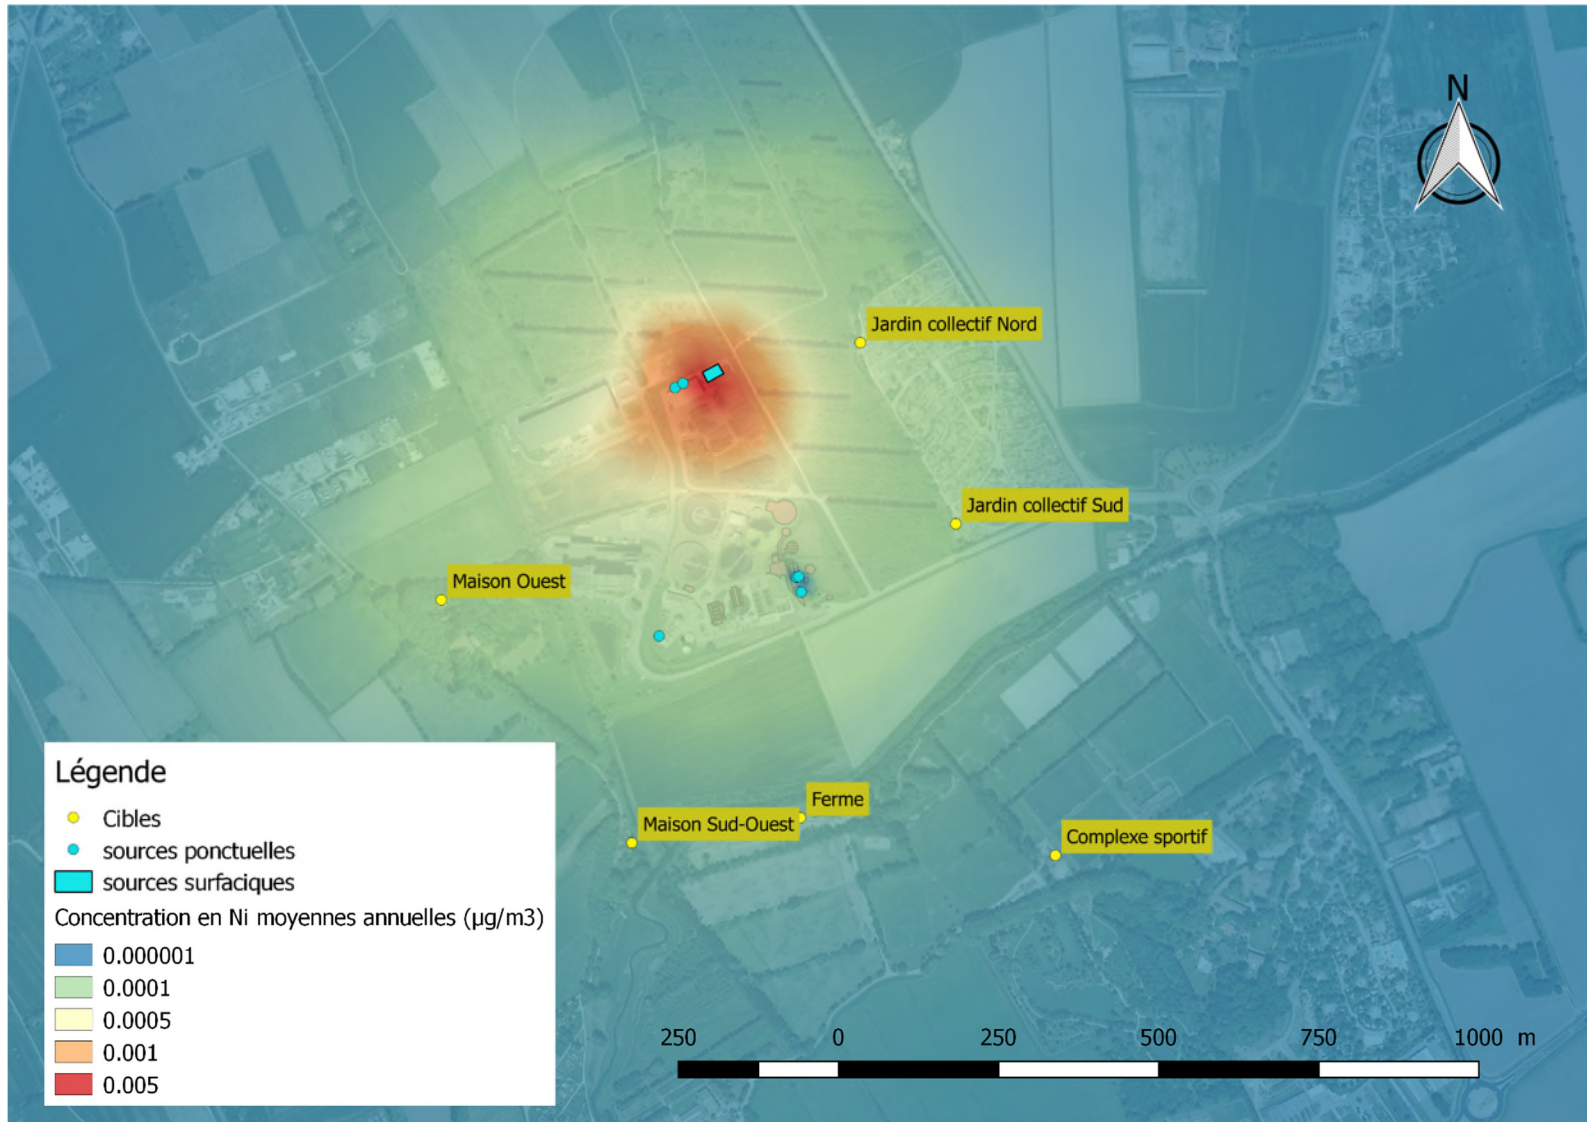 N
Jardin collectif Nord
Jardin collectif Sud
Maison Ouest
Ferme
Maison Sud-Ouest
Complexe sportif
Légende
Cibles
sources ponctuelles
sources surfaciques
Concentration en Ni moyennes annuelles (µg/m3)
0.000001
0.0001
0.0005
0.001
0.005
250 0 250 500 750 1000 m